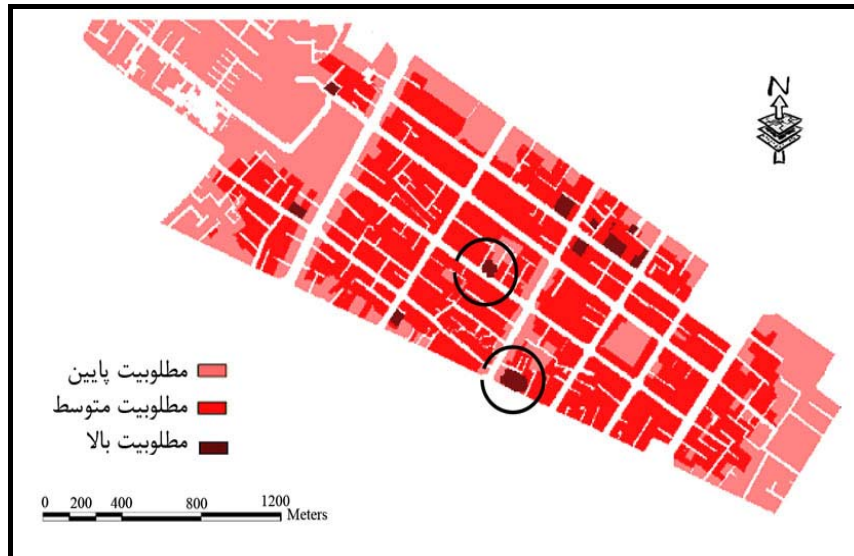 N
مطلوبیت پایین
مطلوبیت متوسط
مطلوبیت بالا
0 200 400 800 1200
Meters